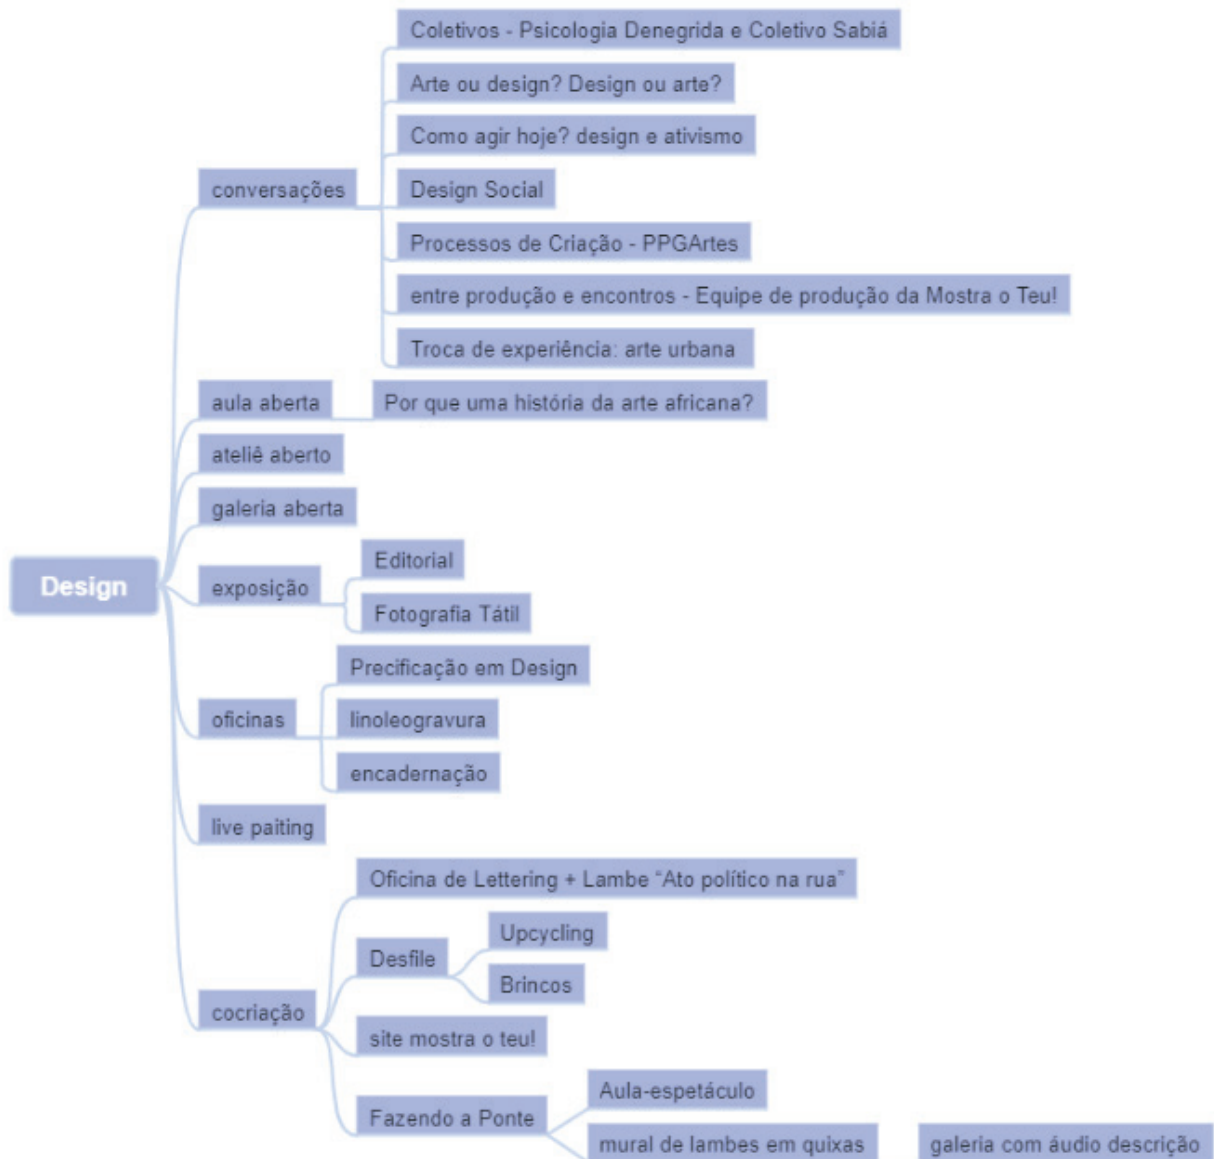 Coletivos - Psicologia Denegrida e Coletivo Sabiá
Arte ou design? Design ou arte?
Como agir hoje? design e ativismo
conversações
Design Social
Processos de Criação - PPGArtes
entre produção e encontros - Equipe de produção da Mostra o Teu!
Troca de experiência: arte urbana
aula aberta
Por que uma história da arte africana?
ateliê aberto
galeria aberta
Design
exposição
Editorial
Fotografia Tátil
oficinas
Precificação em Design
linoleogravura
encadernação
live paiting
cocriação
Oficina de Lettering + Lambe “Ato político na rua”
Desfile
Upcycling
Brincos
site mostra o teu!
Fazendo a Ponte
Aula-espetáculo
mural de lambes em quixas
galeria com áudio descrição